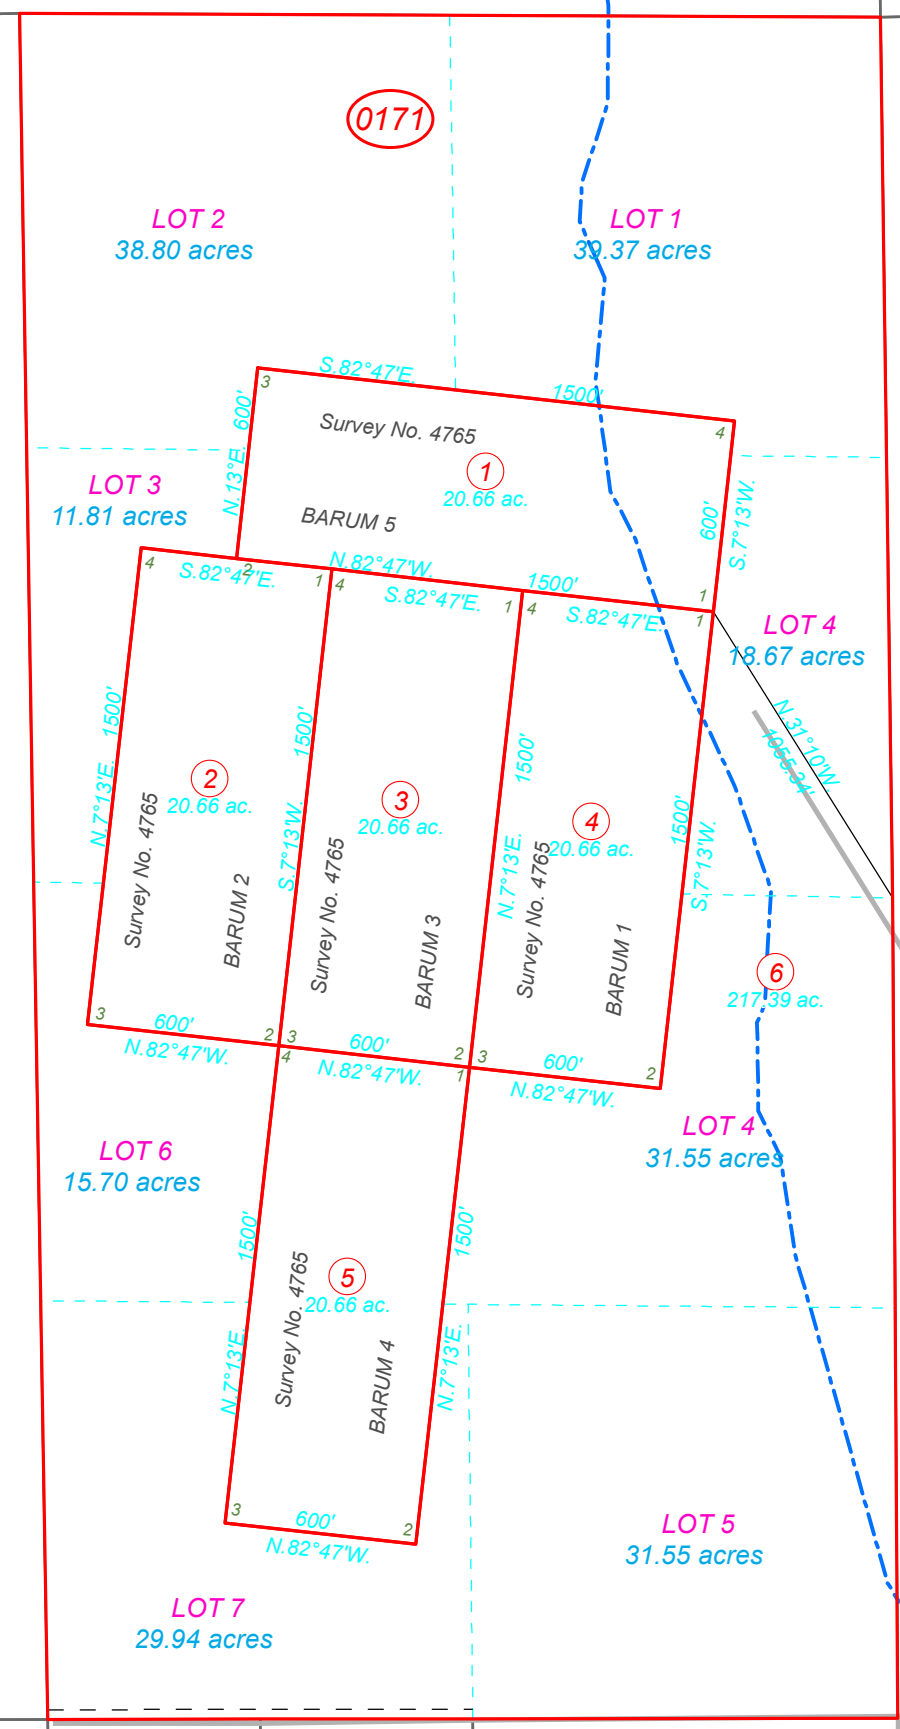 0171
LOT 2
38.80 acres
LOT 1
39.37 acres
S.82°47'E.
1500'
3
600'
N.13°E.
Survey No. 4765
4
1
20.66 ac.
BARUM 5
600'
S.7°13'W.
LOT 3
11.81 acres
2
N.82°47'W.
1500'
1
4
S.82°47'E.
1
4
S.82°47'E.
1
4
S.82°47'E.
1
LOT 4
18.67 acres
N.31°10'W.
1055.34'
1500'
N.7°13'E.
2
20.66 ac.
Survey No. 4765
BARUM 2
1500'
S.7°13'W.
3
20.66 ac.
Survey No. 4765
BARUM 3
1500'
N.7°13'E.
4
20.66 ac.
Survey No. 4765
BARUM 1
1500'
S.7°13'W.
6
217.39 ac.
3
600'
2
N.82°47'W.
3
600'
2
N.82°47'W.
3
600'
2
N.82°47'W.
4
1
LOT 4
31.55 acres
LOT 6
15.70 acres
1500'
N.7°13'E.
5
20.66 ac.
Survey No. 4765
BARUM 4
1500'
N.7°13'E.
3
600'
2
N.82°47'W.
LOT 5
31.55 acres
LOT 7
29.94 acres